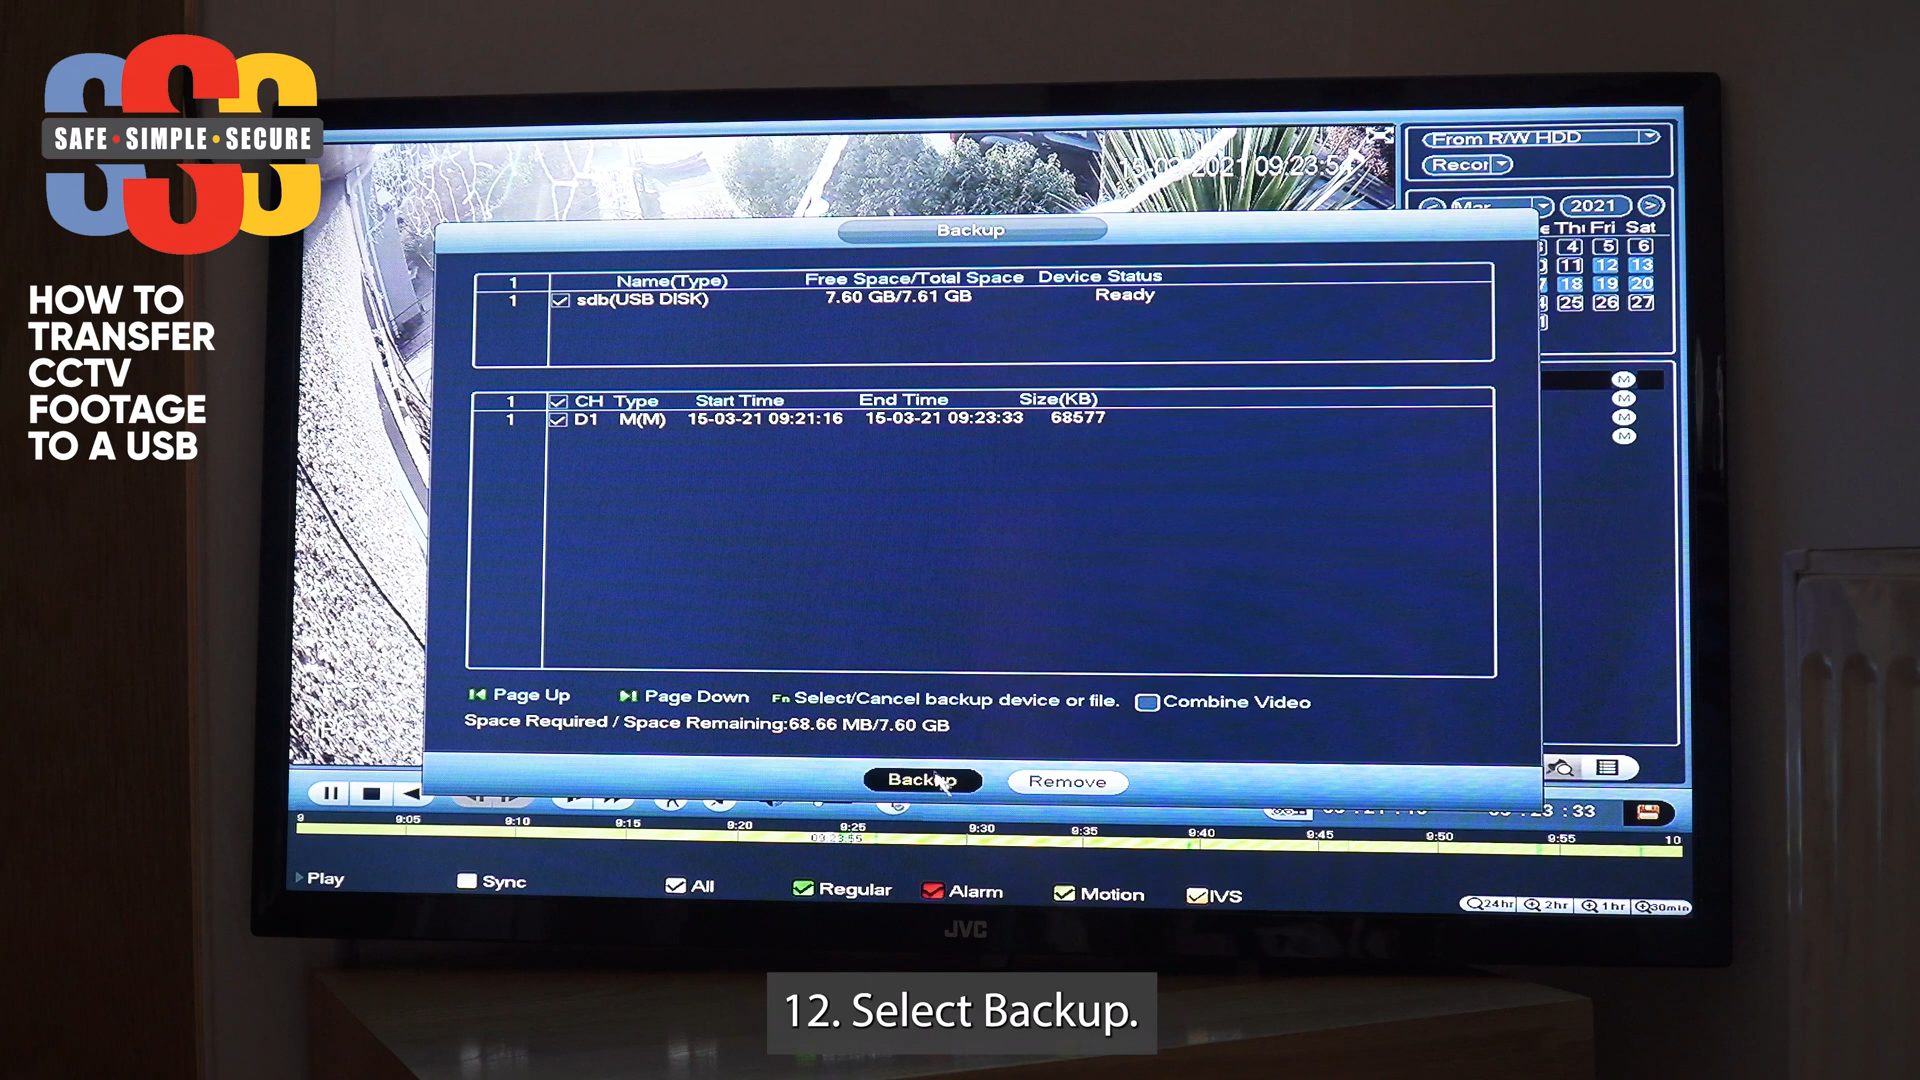 SAFE•SIMPLE•SECURE
HOW TO
TRANSFER
CCTV
FOOTAGE
TO A USB
From R/W HDD
Recor
Mar 2021
Thu Fri Sat
4 5 6
11 12 13
18 19 20
25 26 27
Backup
1 Name(Type) Free Space/Total Space Device Status
1 sdb(USB DISK) 7.60 GB/7.61 GB Ready
1 CH Type Start Time End Time Size(KB)
1 D1 M(M) 15-03-21 09:21:16 15-03-21 09:23:33 68577
M
M
M
M
Page Up Page Down Fn Select/Cancel backup device or file. Combine Video
Space Required / Space Remaining:68.66 MB/7.60 GB
Backup Remove
9 9:05 9:10 9:15 9:20 9:25 9:30 9:35 9:40 9:45 9:50 9:55 10
09:23:55
Play Sync All Regular Alarm Motion IVS
24hr 2hr 1hr 30min
JVC
12. Select Backup.